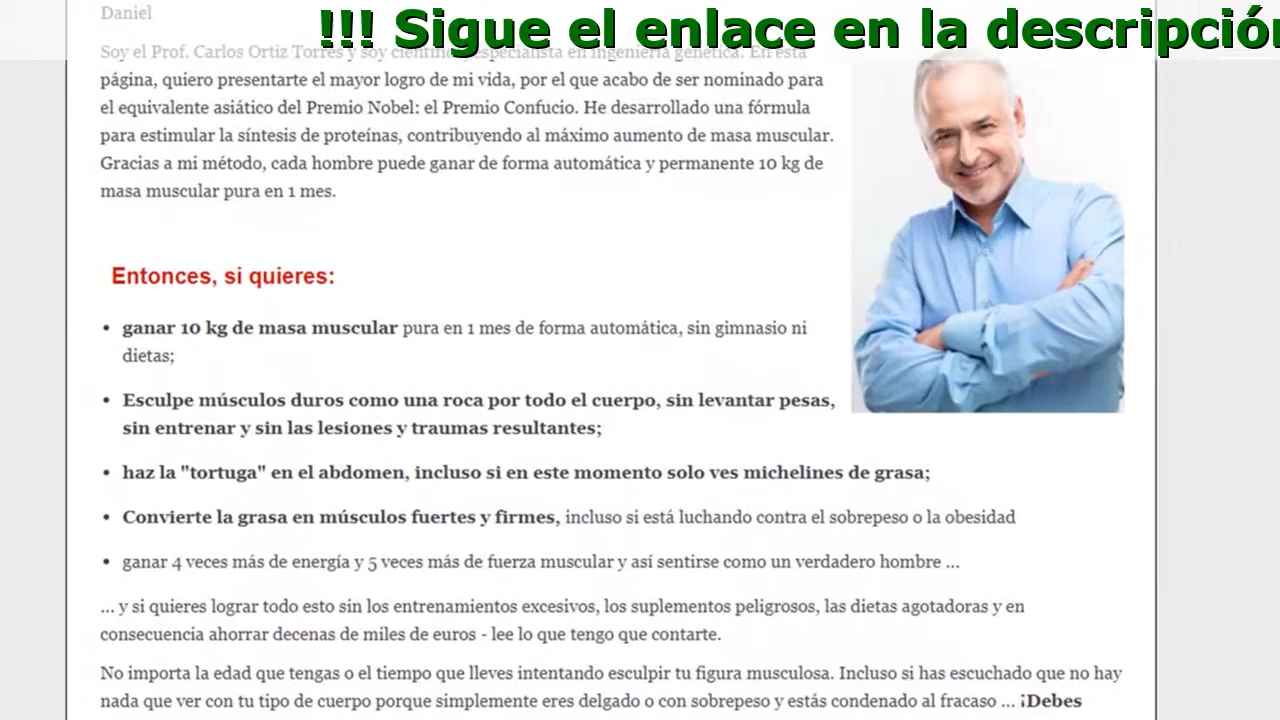 !!! Sigue el enlace en la descripción
Daniel
Soy el Prof. Carlos Ortiz Torres y soy científico, especialista en ingeniería genética. En esta
página, quiero presentarte el mayor logro de mi vida, por el que acabo de ser nominado para
el equivalente asiático del Premio Nobel: el Premio Confucio. He desarrollado una fórmula
para estimular la síntesis de proteínas, contribuyendo al máximo aumento de masa muscular.
Gracias a mi método, cada hombre puede ganar de forma automática y permanente 10 kg de
masa muscular pura en 1 mes.
Entonces, si quieres:
• ganar 10 kg de masa muscular pura en 1 mes de forma automática, sin gimnasio ni
dietas;
• Esculpe músculos duros como una roca por todo el cuerpo, sin levantar pesas,
sin entrenar y sin las lesiones y traumas resultantes;
• haz la "tortuga" en el abdomen, incluso si en este momento solo ves michelines de grasa;
• Convierte la grasa en músculos fuertes y firmes, incluso si está luchando contra el sobrepeso o la obesidad
• ganar 4 veces más de energía y 5 veces más de fuerza muscular y así sentirse como un verdadero hombre ...
... y si quieres lograr todo esto sin los entrenamientos excesivos, los suplementos peligrosos, las dietas agotadoras y en
consecuencia ahorrar decenas de miles de euros - lee lo que tengo que contarte.
No importa la edad que tengas o el tiempo que lleves intentando esculpir tu figura musculosa. Incluso si has escuchado que no hay
nada que ver con tu tipo de cuerpo porque simplemente eres delgado o con sobrepeso y estás condenado al fracaso ... ¡Debes